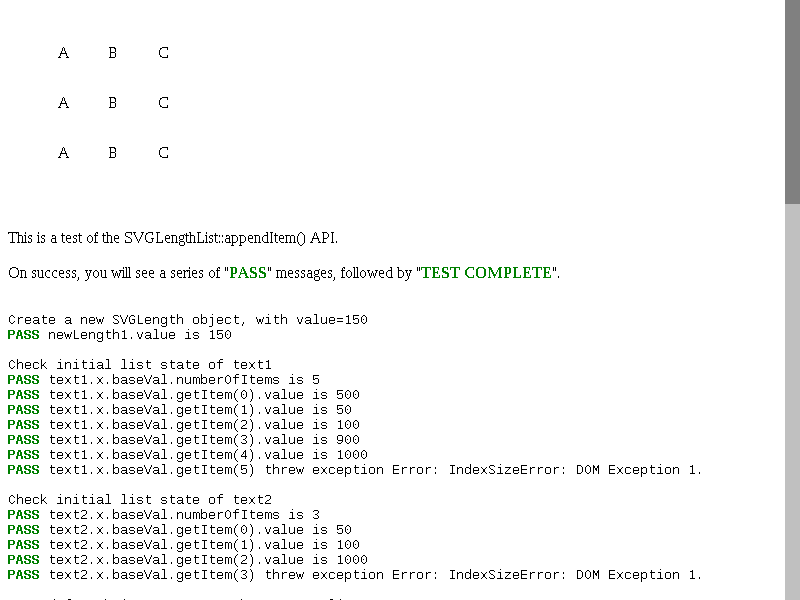 A B C
A B C
A B C
This is a test of the SVGLengthList::appendItem() API.
On success, you will see a series of "PASS" messages, followed by "TEST COMPLETE".
Create a new SVGLength object, with value=150
PASS newLength1.value is 150
Check initial list state of text1
PASS text1.x.baseVal.numberOfItems is 5
PASS text1.x.baseVal.getItem(0).value is 500
PASS text1.x.baseVal.getItem(1).value is 50
PASS text1.x.baseVal.getItem(2).value is 100
PASS text1.x.baseVal.getItem(3).value is 900
PASS text1.x.baseVal.getItem(4).value is 1000
PASS text1.x.baseVal.getItem(5) threw exception Error: IndexSizeError: DOM Exception 1.
Check initial list state of text2
PASS text2.x.baseVal.numberOfItems is 3
PASS text2.x.baseVal.getItem(0).value is 50
PASS text2.x.baseVal.getItem(1).value is 100
PASS text2.x.baseVal.getItem(2).value is 1000
PASS text2.x.baseVal.getItem(3) threw exception Error: IndexSizeError: DOM Exception 1.